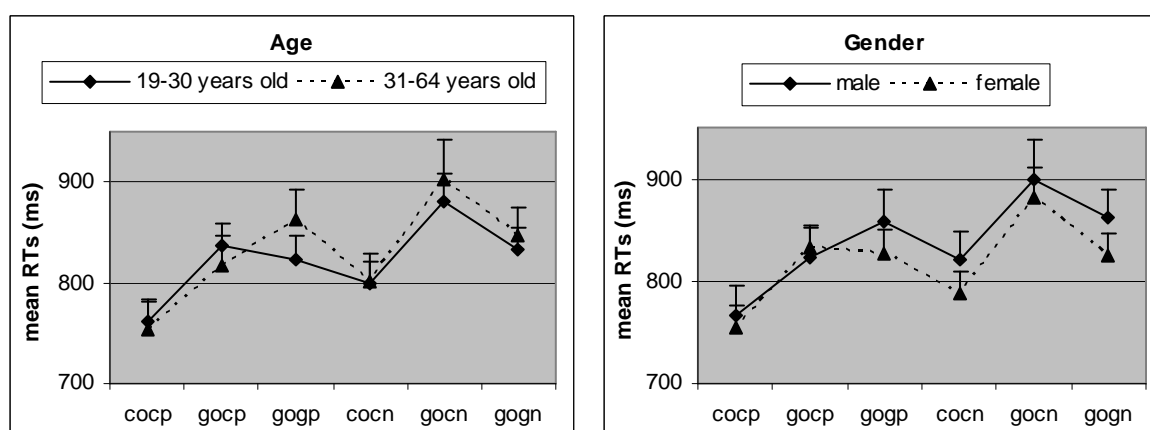 Age
19-30 years old 31-64 years old
mean RTs (ms)
900
800
700
cocp gocp gogp cocn gocn gogn
Gender
male female
mean RTs (ms)
900
800
700
cocp gocp gogp cocn gocn gogn